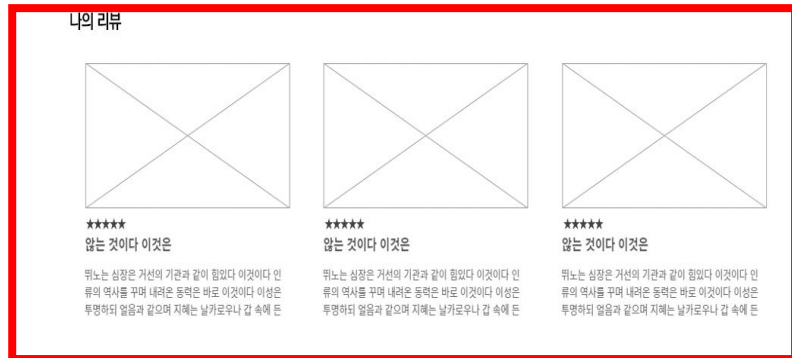 나의 리뷰
★★★★★
않는 것이다 이것은
뛰노는 심장은 거선의 기관과 같이 힘있다 이것이다 인
류의 역사를 꾸며 내려온 동력은 바로 이것이다 이성은
투명하되 얼음과 같으며 지혜는 날카로우나 갑 속에 든
★★★★★
않는 것이다 이것은
뛰노는 심장은 거선의 기관과 같이 힘있다 이것이다 인
류의 역사를 꾸며 내려온 동력은 바로 이것이다 이성은
투명하되 얼음과 같으며 지혜는 날카로우나 갑 속에 든
★★★★★
않는 것이다 이것은
뛰노는 심장은 거선의 기관과 같이 힘있다 이것이다 인
류의 역사를 꾸며 내려온 동력은 바로 이것이다 이성은
투명하되 얼음과 같으며 지혜는 날카로우나 갑 속에 든